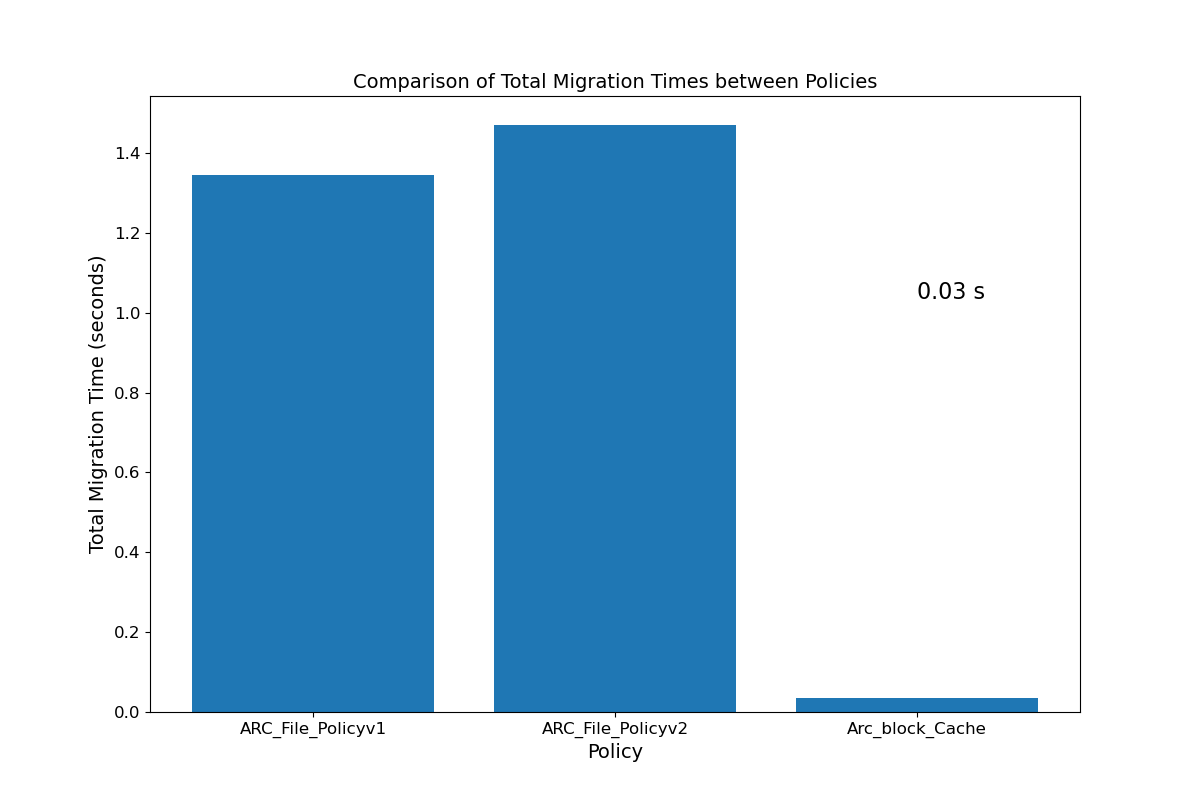 Comparison of Total Migration Times between Policies
Total Migration Time (seconds)
1.4
1.2
1.0
0.8
0.6
0.4
0.2
0.0
0.03 s
ARC_File_Policyv1
ARC_File_Policyv2
Arc_block_Cache
Policy